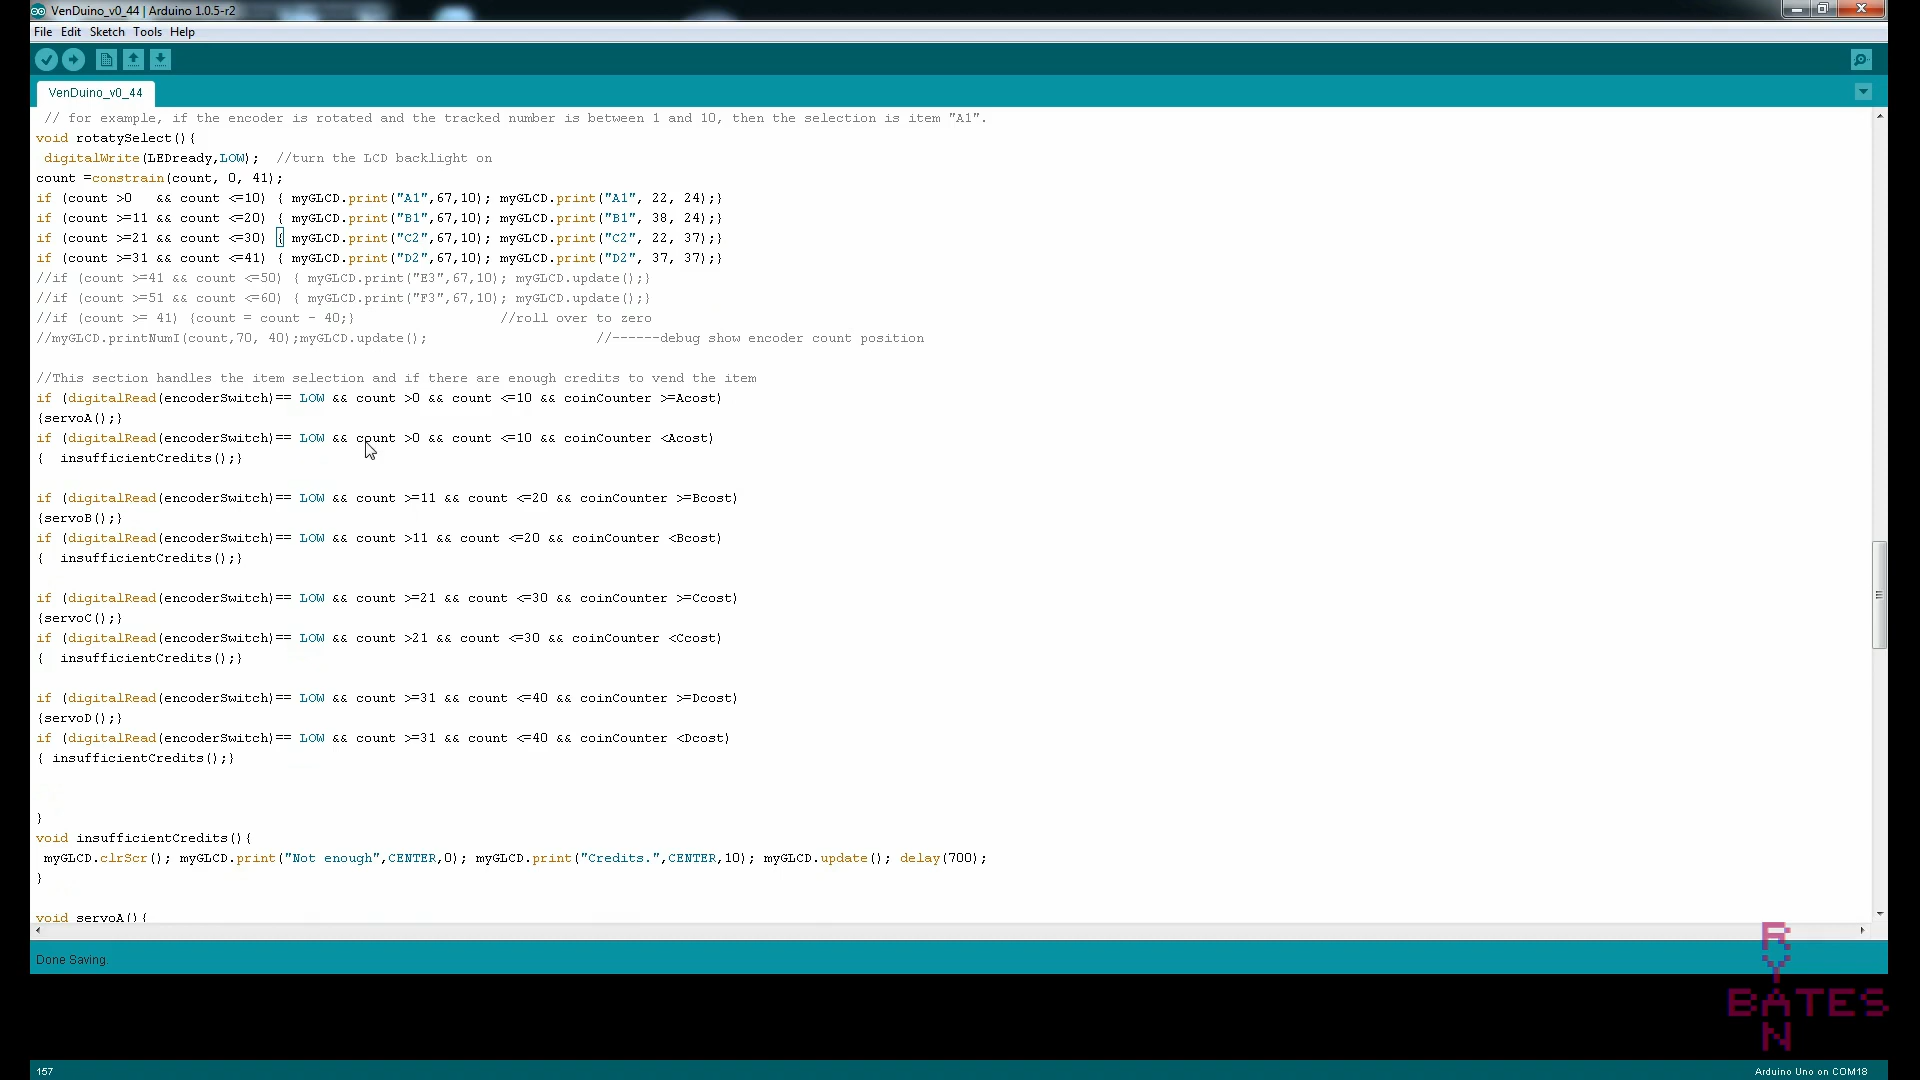 VenDuino_v0_44 | Arduino 1.0.5-r2
File Edit Sketch Tools Help
VenDuino_v0_44
// for example, if the encoder is rotated and the tracked number is between 1 and 10, then the selection is item "A1".
void rotatySelect(){
digitalWrite(LEDready,LOW);  //turn the LCD backlight on
count =constrain(count, 0, 41);
if (count >0   && count <=10) { myGLCD.print("A1",67,10); myGLCD.print("A1", 22, 24);}
if (count >=11 && count <=20) { myGLCD.print("B1",67,10); myGLCD.print("B1", 38, 24);}
if (count >=21 && count <=30) { myGLCD.print("C2",67,10); myGLCD.print("C2", 22, 37);}
if (count >=31 && count <=41) { myGLCD.print("D2",67,10); myGLCD.print("D2", 37, 37);}
//if (count >=41 && count <=50) { myGLCD.print("E3",67,10); myGLCD.update();}
//if (count >=51 && count <=60) { myGLCD.print("F3",67,10); myGLCD.update();}
//if (count >= 41) {count = count - 40;}                  //roll over to zero
//myGLCD.printNumI(count,70, 40);myGLCD.update();                     //------debug show encoder count position
//This section handles the item selection and if there are enough credits to vend the item
if (digitalRead(encoderSwitch)== LOW && count >0 && count <=10 && coinCounter >=Acost)
{servoA();}
if (digitalRead(encoderSwitch)== LOW && count >0 && count <=10 && coinCounter <Acost)
{  insufficientCredits();}
if (digitalRead(encoderSwitch)== LOW && count >=11 && count <=20 && coinCounter >=Bcost)
{servoB();}
if (digitalRead(encoderSwitch)== LOW && count >11 && count <=20 && coinCounter <Bcost)
{  insufficientCredits();}
if (digitalRead(encoderSwitch)== LOW && count >=21 && count <=30 && coinCounter >=Ccost)
{servoC();}
if (digitalRead(encoderSwitch)== LOW && count >21 && count <=30 && coinCounter <Ccost)
{  insufficientCredits();}
if (digitalRead(encoderSwitch)== LOW && count >=31 && count <=40 && coinCounter >=Dcost)
{servoD();}
if (digitalRead(encoderSwitch)== LOW && count >=31 && count <=40 && coinCounter <Dcost)
{ insufficientCredits();}
}
void insufficientCredits(){
myGLCD.clrScr(); myGLCD.print("Not enough",CENTER,0); myGLCD.print("Credits.",CENTER,10); myGLCD.update(); delay(700);
}
void servoA(){
Done Saving.
RYAN
BATES
157
Arduino Uno on COM18